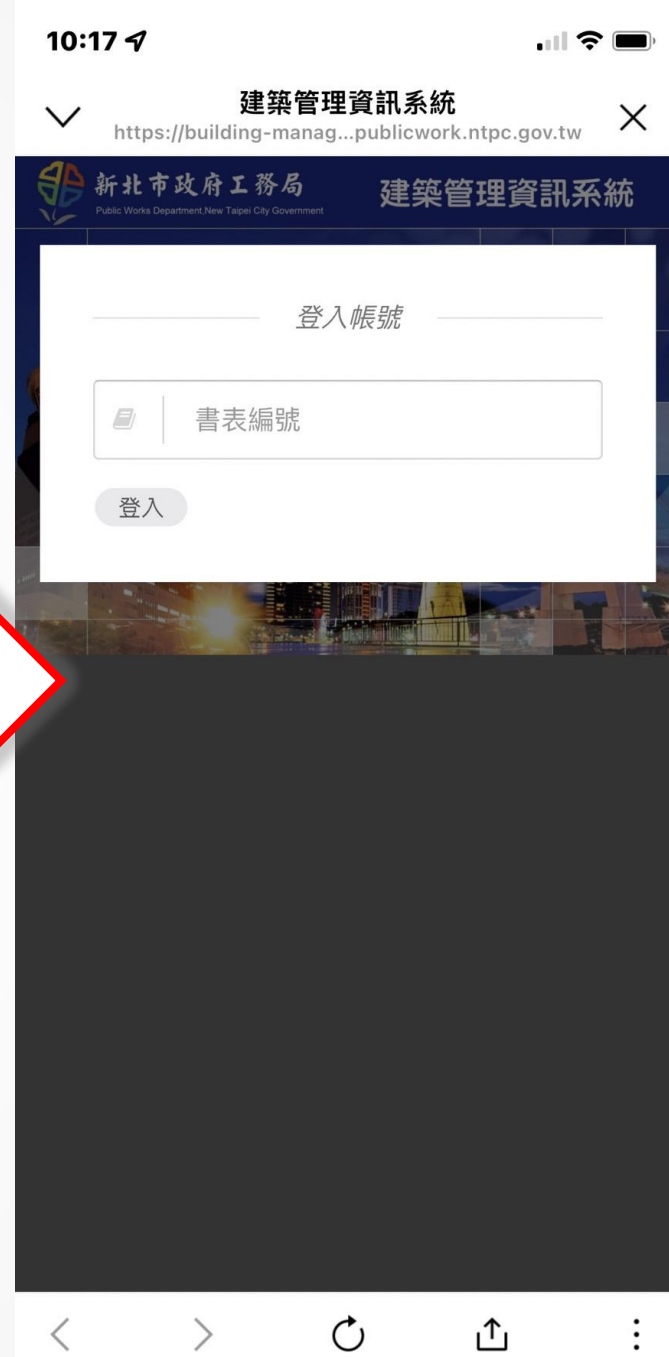 10:17
建築管理資訊系統
https://building-manag...publicwork.ntpc.gov.tw
新北市政府工務局
Public Works Department,New Taipei City Government
建築管理資訊系統
登入帳號
書表編號
登入